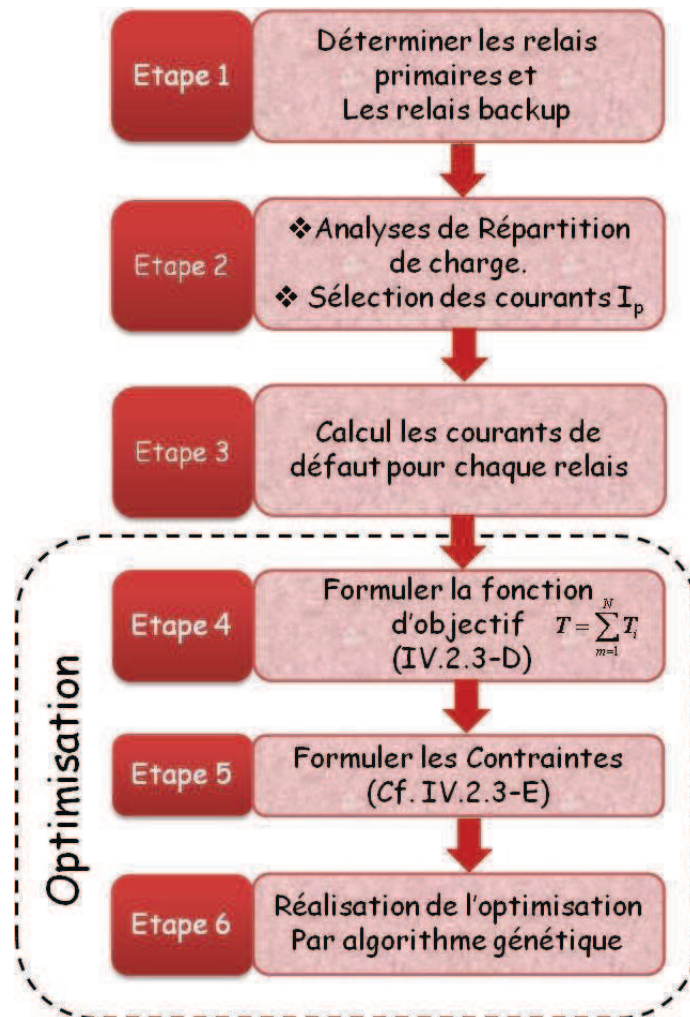 Etape 1
Déterminer les relais
primaires et
Les relais backup
Etape 2
❖Analyses de Répartition
de charge.
❖ Sélection des courants I_p
Etape 3
Calcul les courants de
défaut pour chaque relais
Optimisation
Etape 4
Formuler la fonction
d'objectif T = \sum_{m=1}^{N} T_i
(IV.2.3-D)
Etape 5
Formuler les Contraintes
(Cf. IV.2.3-E)
Etape 6
Réalisation de l'optimisation
Par algorithme génétique